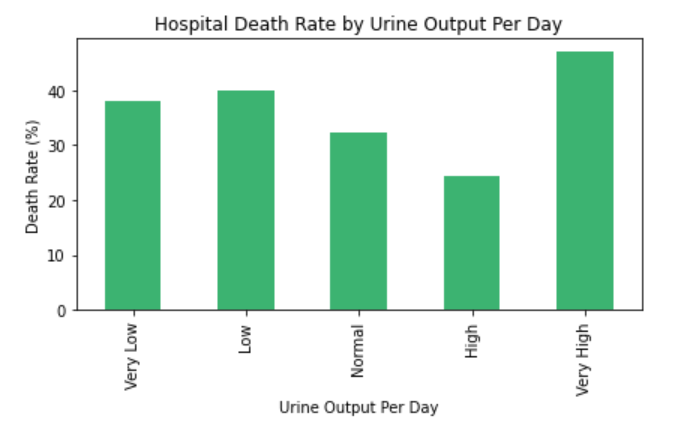 Hospital Death Rate by Urine Output Per Day
Death Rate (%)
40
30
20
10
0
Very Low
Low
Normal
High
Very High
Urine Output Per Day